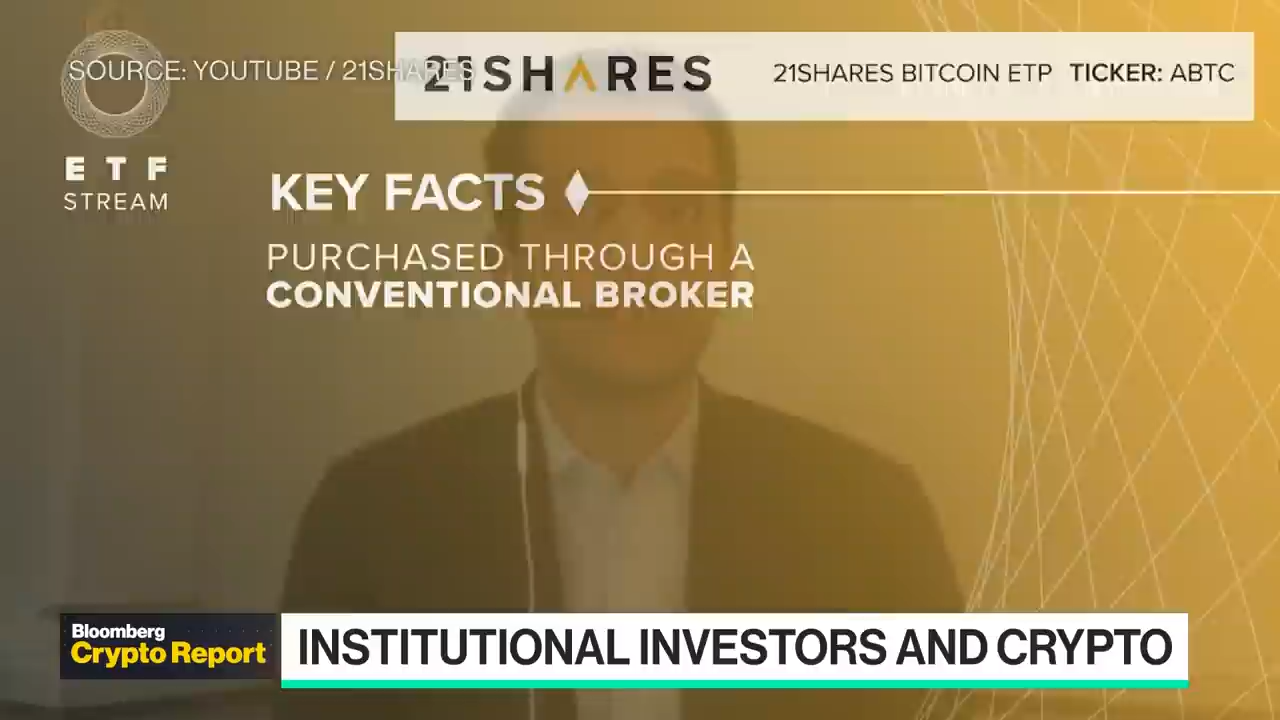 SOURCE: YOUTUBE / 21SHARES
21SHARES
21SHARES BITCOIN ETP TICKER: ABTC
ETF
STREAM
KEY FACTS
PURCHASED THROUGH A
CONVENTIONAL BROKER
Bloomberg
Crypto Report
INSTITUTIONAL INVESTORS AND CRYPTO